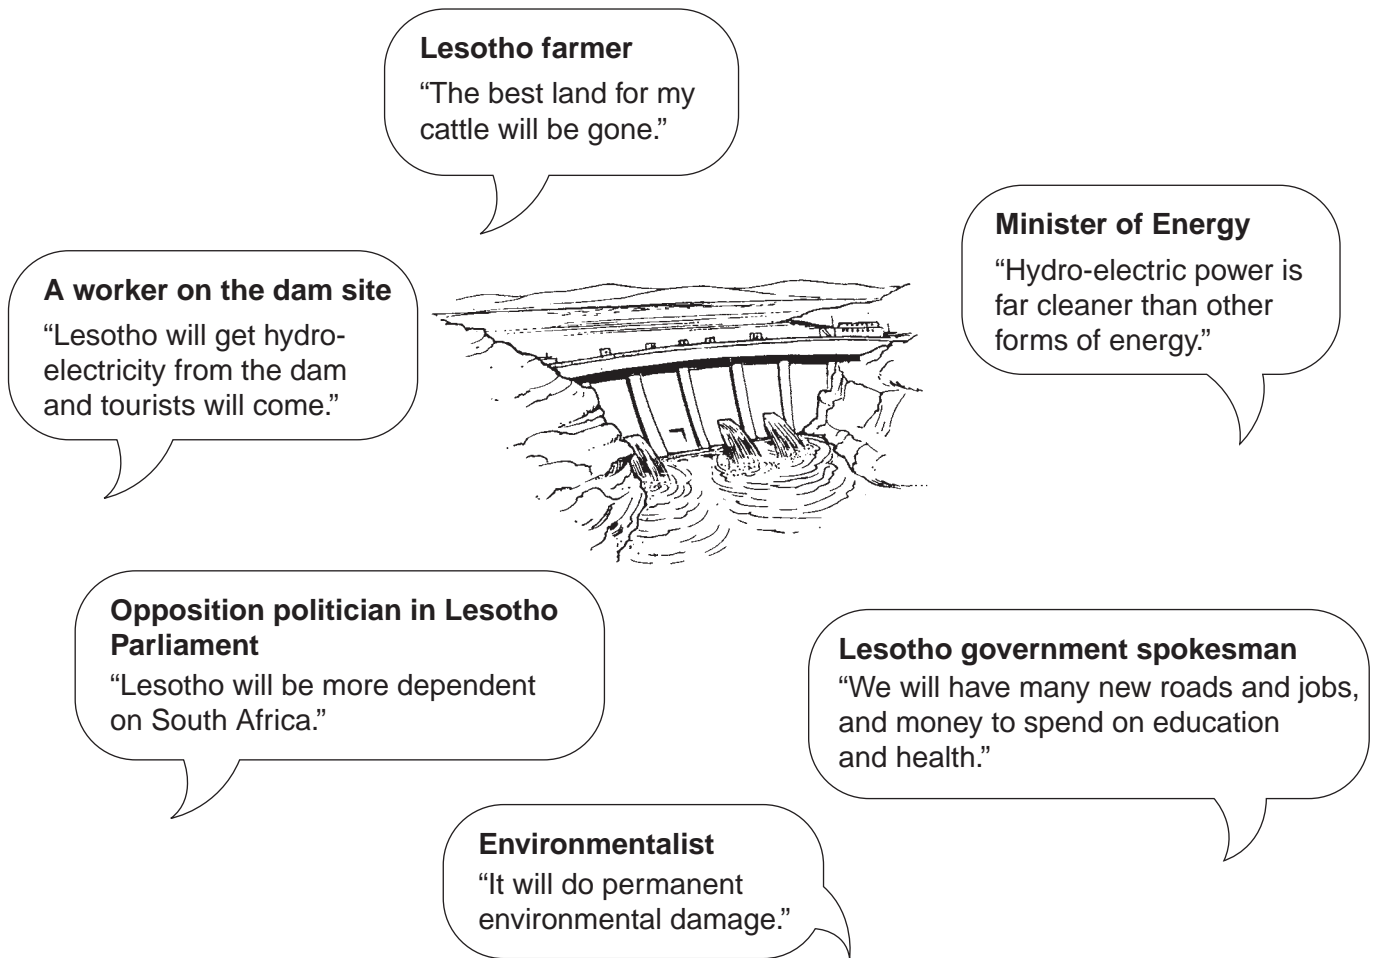 Lesotho farmer
“The best land for my
cattle will be gone.”
Minister of Energy
“Hydro-electric power is
far cleaner than other
forms of energy.”
A worker on the dam site
“Lesotho will get hydro-
electricity from the dam
and tourists will come.”
Opposition politician in Lesotho
Parliament
“Lesotho will be more dependent
on South Africa.”
Lesotho government spokesman
“We will have many new roads and jobs,
and money to spend on education
and health.”
Environmentalist
“It will do permanent
environmental damage.”